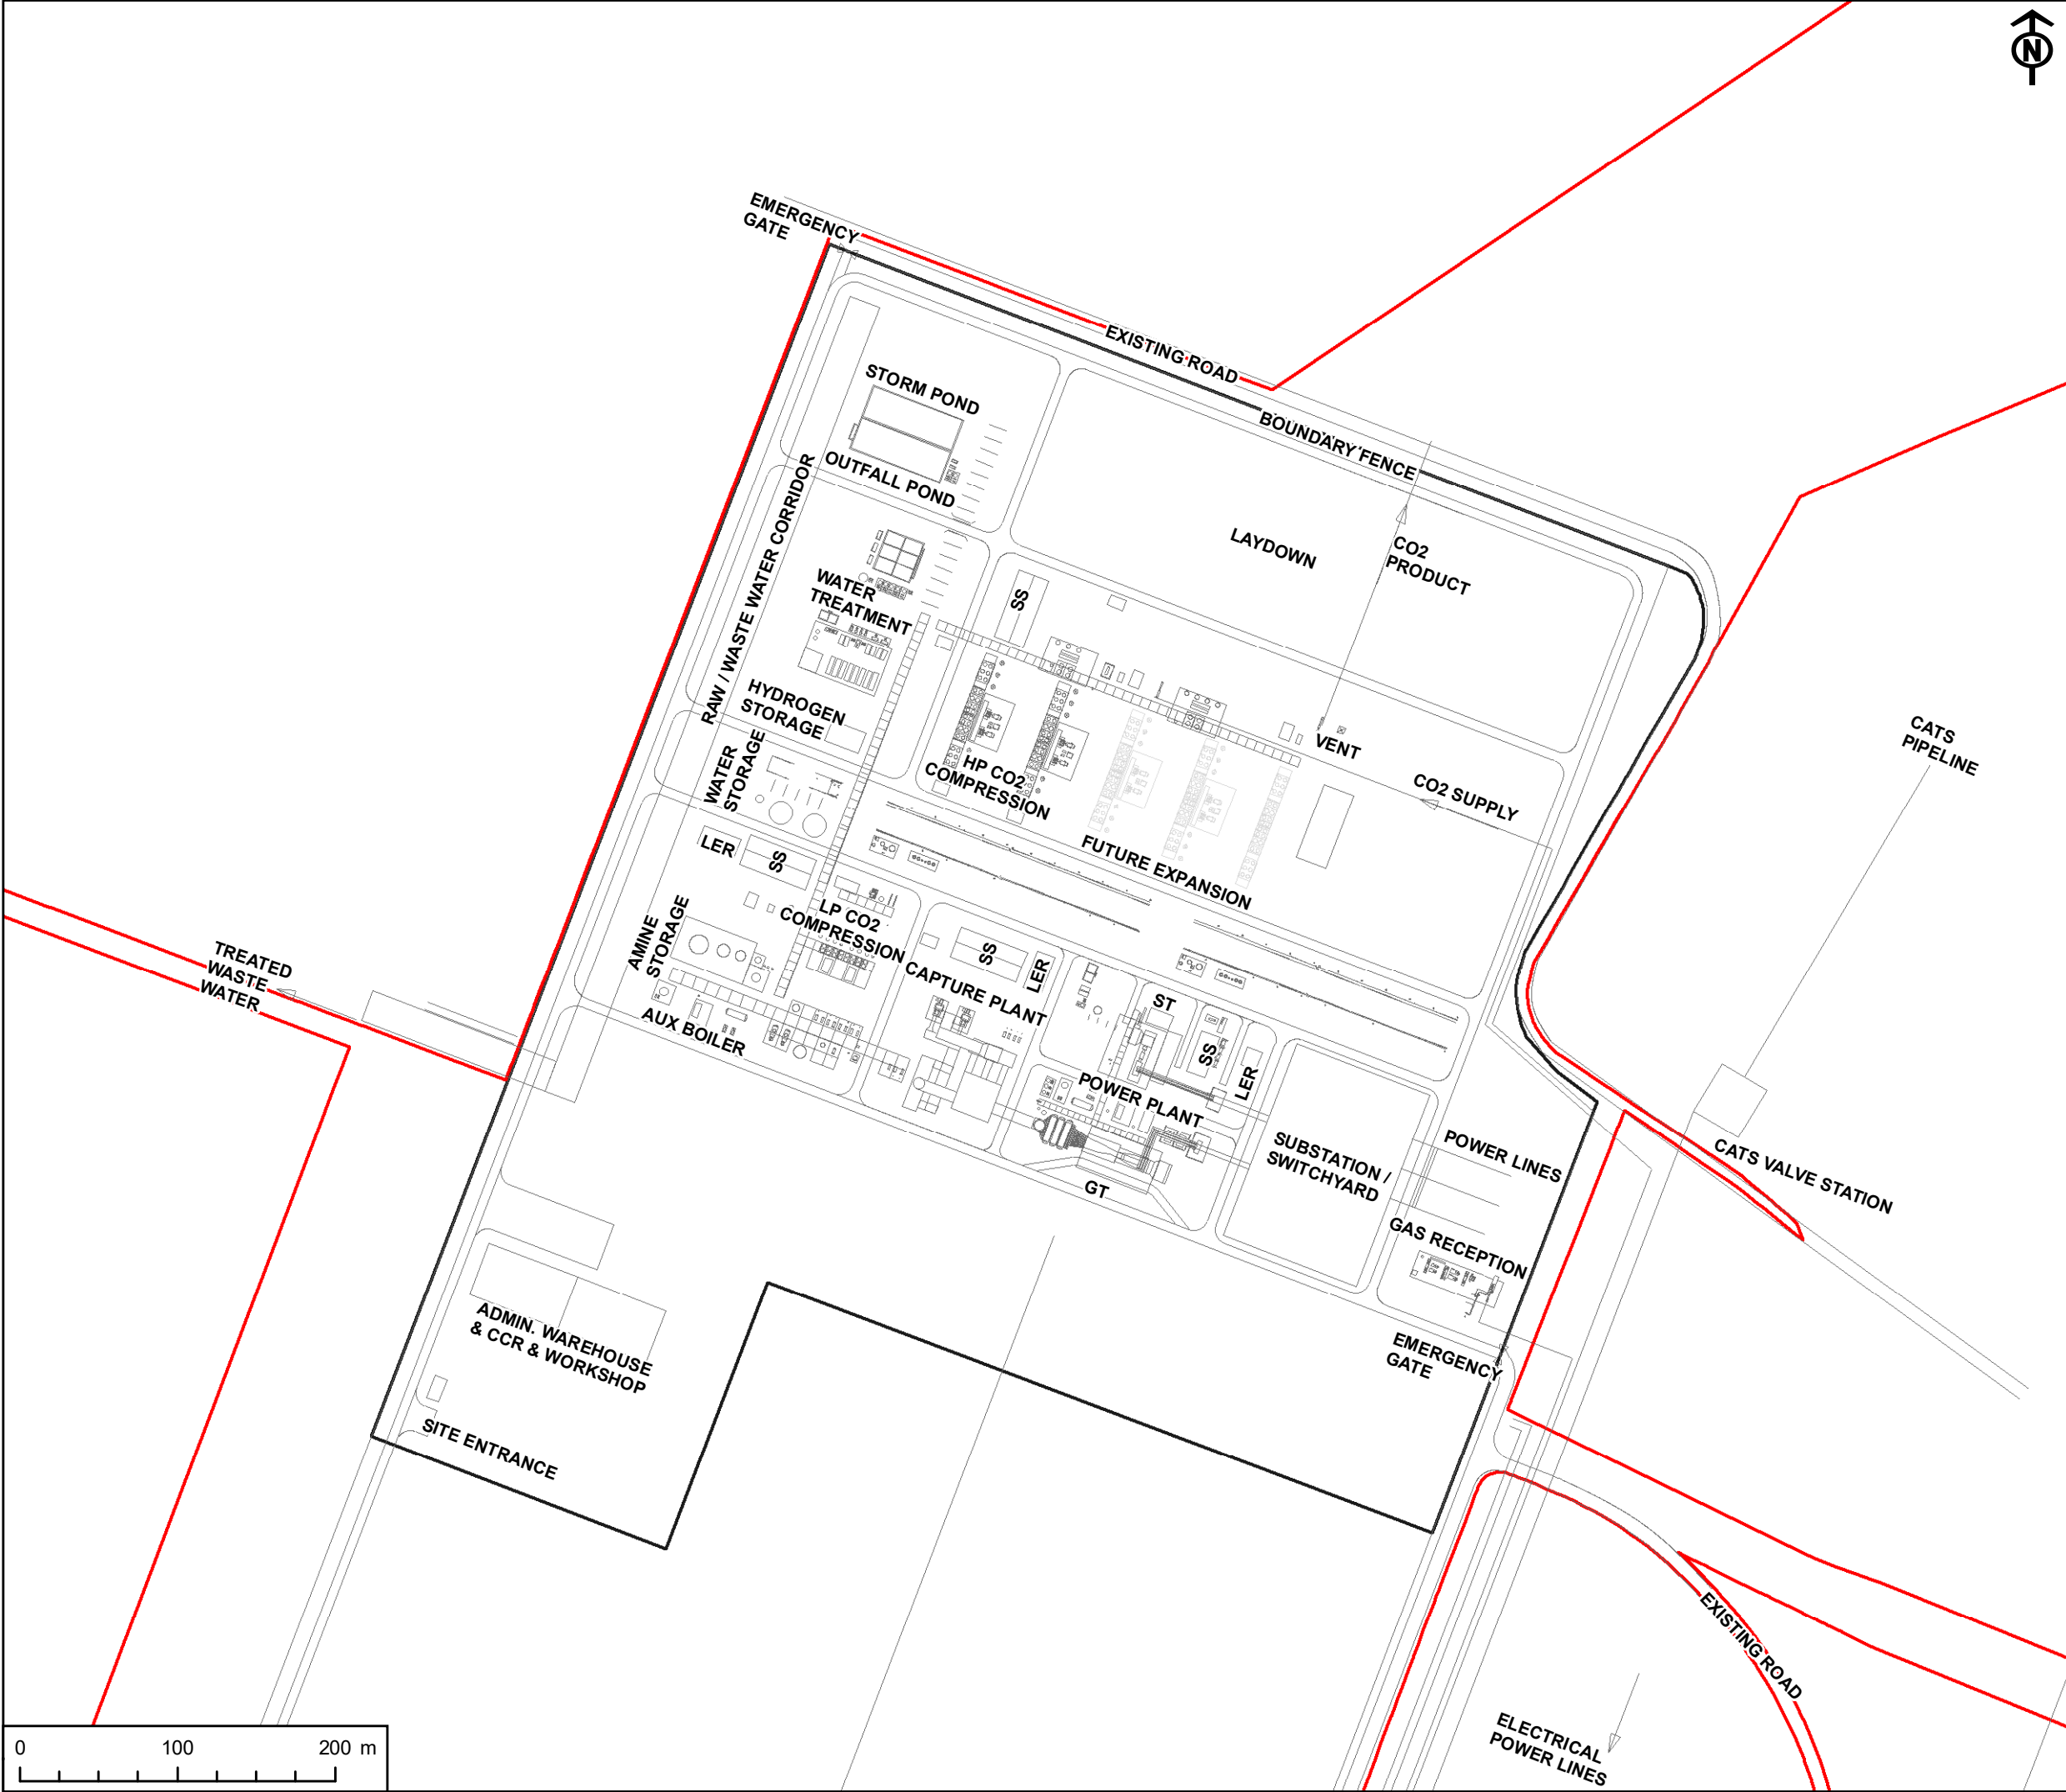 N
EMERGENCY
GATE
EXISTING ROAD
BOUNDARY FENCE
STORM POND
OUTFALL POND
RAW / WASTE WATER CORRIDOR
LAYDOWN
CO2
PRODUCT
WATER
TREATMENT
SS
HYDROGEN
STORAGE
WATER
STORAGE
HP CO2
COMPRESSION
VENT
CO2 SUPPLY
CATS
PIPELINE
FUTURE EXPANSION
LER
SS
LP CO2
COMPRESSION
AMINE
STORAGE
TREATED
WASTE
WATER
CAPTURE PLANT
SS
LER
AUX BOILER
ST
SS
LER
POWER PLANT
GT
SUBSTATION /
SWITCHYARD
POWER LINES
CATS VALVE STATION
GAS RECEPTION
ADMIN. WAREHOUSE
& CCR & WORKSHOP
EMERGENCY
GATE
SITE ENTRANCE
EXISTING ROAD
ELECTRICAL
POWER LINES
0 100 200 m